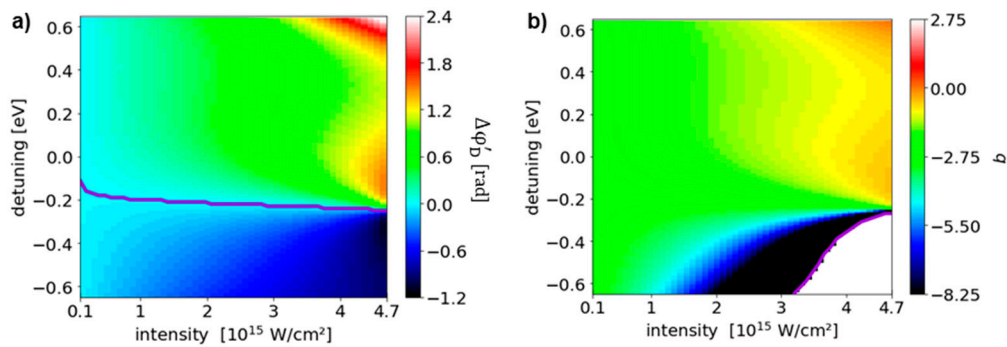 a)
detuning [eV]
0.6
0.4
0.2
0.0
−0.2
−0.4
−0.6
0.1 1 2 3 4 4.7
intensity [10¹⁵ W/cm²]
2.4
1.8
1.2
0.6
0.0
−0.6
−1.2
Δφ′D [rad]
b)
detuning [eV]
0.6
0.4
0.2
0.0
−0.2
−0.4
−0.6
0.1 1 2 3 4 4.7
intensity [10¹⁵ W/cm²]
2.75
0.00
−2.75
−5.50
−8.25
q